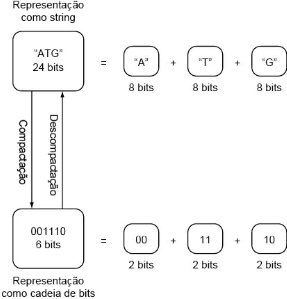 Representação
como string
“ATG”
24 bits
=
“A”
+
“T”
+
“G”
8 bits
8 bits
8 bits
Compactação
Descompactação
001110
6 bits
=
00
+
11
+
10
2 bits
2 bits
2 bits
Representação
como cadeia de bits